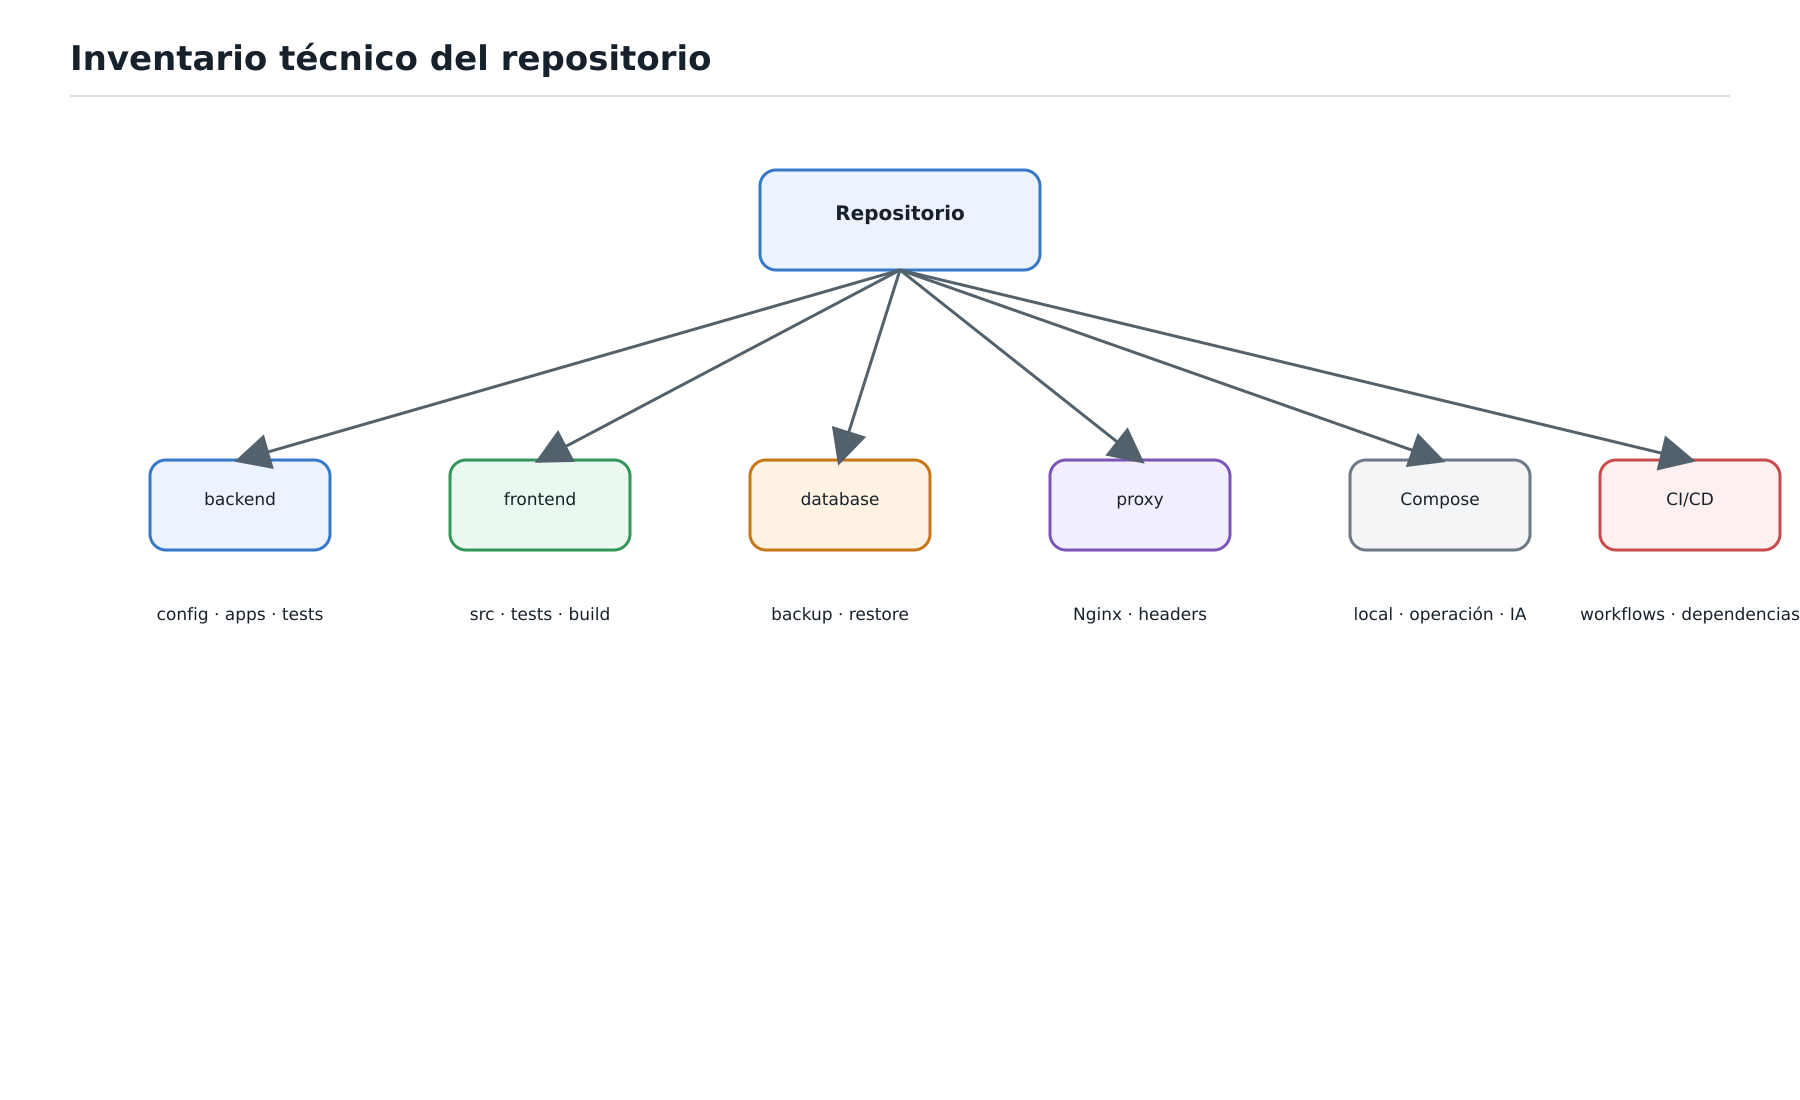 Inventario técnico del repositorio
Repositorio
backend
frontend
database
proxy
Compose
CI/CD
config · apps · tests
src · tests · build
backup · restore
Nginx · headers
local · operación · IA
workflows · dependencias